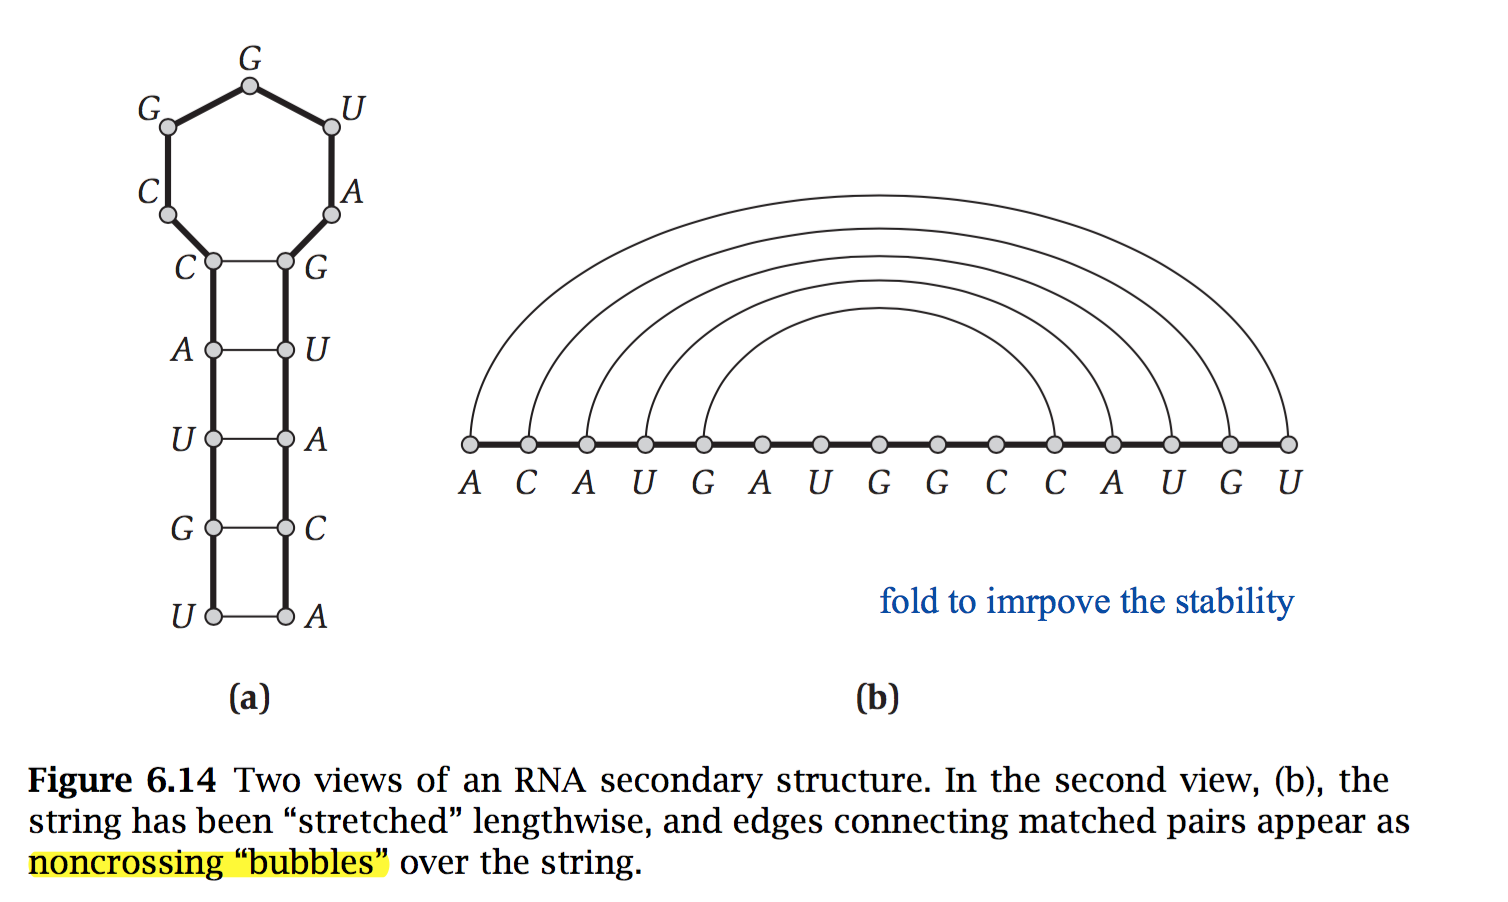 G
G U
C A
C G
A U
U A
G C
U A
A C A U G A U G G C C A U G U
fold to imrpove the stability
(a) (b)
Figure 6.14 Two views of an RNA secondary structure. In the second view, (b), the
string has been “stretched” lengthwise, and edges connecting matched pairs appear as
noncrossing “bubbles” over the string.